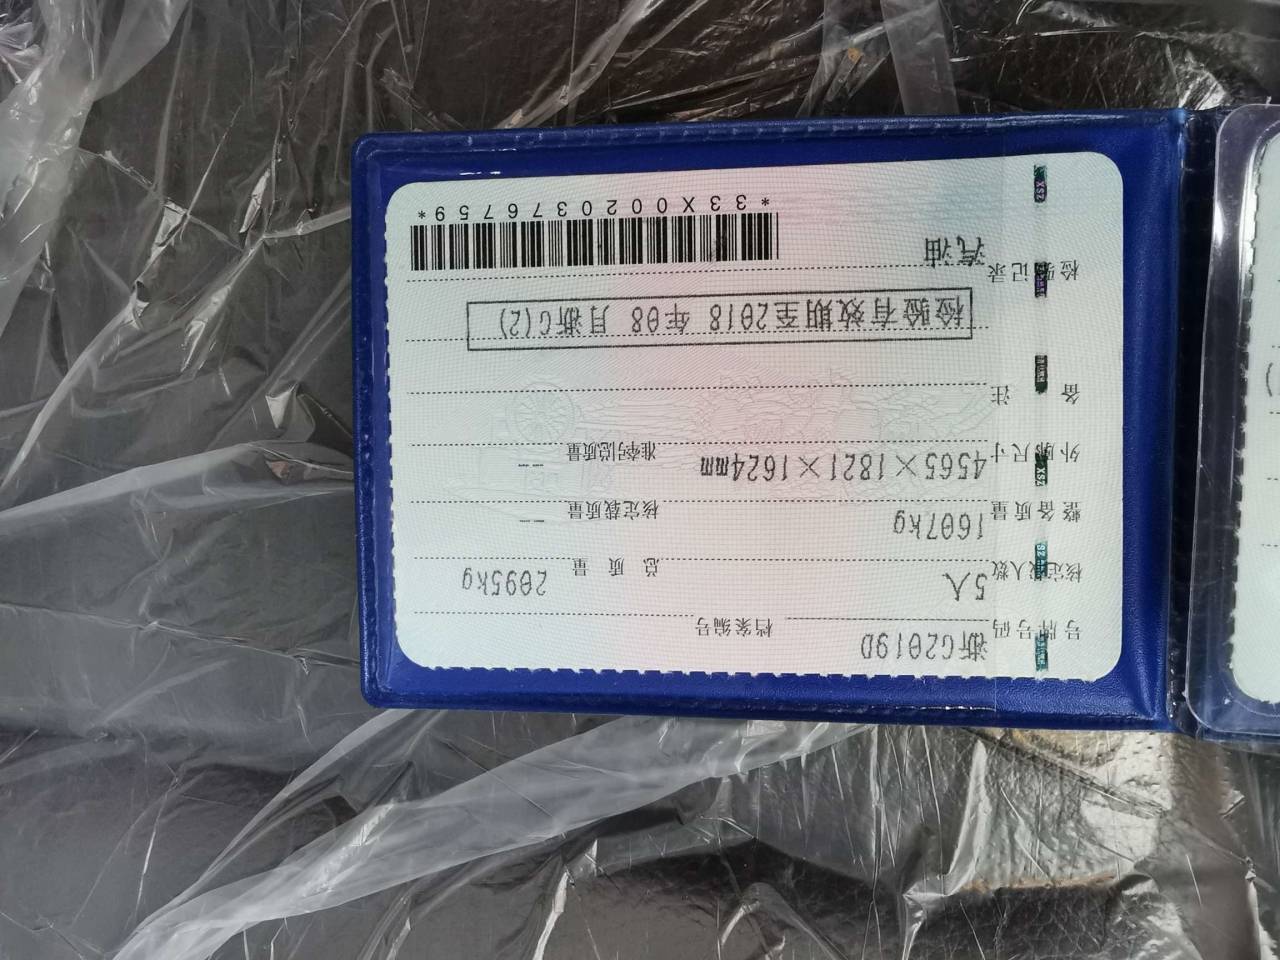 号牌号码 浙G2019D 档案编号
核定载人数 5人 总质量 2095kg
整备质量 1607kg 核定载质量 --
外廓尺寸 4565×1821×1624mm 准牵引总质量 --
备注
检验有效期至2018年08月浙G(2)
检验记录
汽油
*33X0020376759*